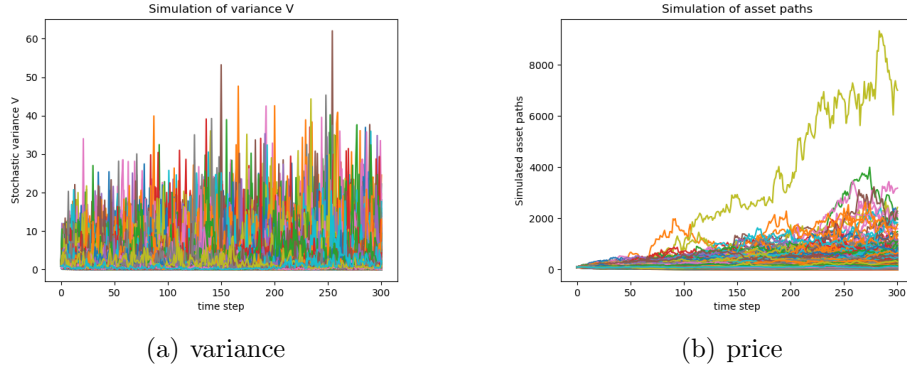 Simulation of variance V
Stochastic variance V
60
50
40
30
20
10
0
0 50 100 150 200 250 300
time step
(a) variance
Simulation of asset paths
Simulated asset paths
8000
6000
4000
2000
0
0 50 100 150 200 250 300
time step
(b) price